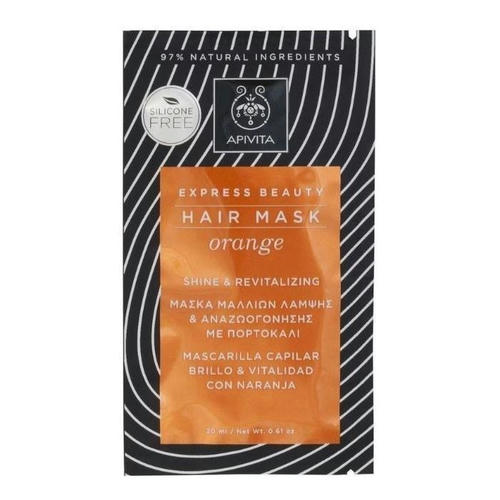 97% NATURAL INGREDIENTS
SILICONE
FREE
APIVITA
EXPRESS BEAUTY
HAIR MASK
orange
SHINE & REVITALIZING
ΜΑΣΚΑ ΜΑΛΛΙΩΝ ΛΑΜΨΗΣ
& ΑΝΑΖΩΟΓΟΝΗΣΗΣ
ΜΕ ΠΟΡΤΟΚΑΛΙ
MASCARILLA CAPILAR
BRILLO & VITALIDAD
CON NARANJA
20 ml / Net Wt. 0.61 oz.